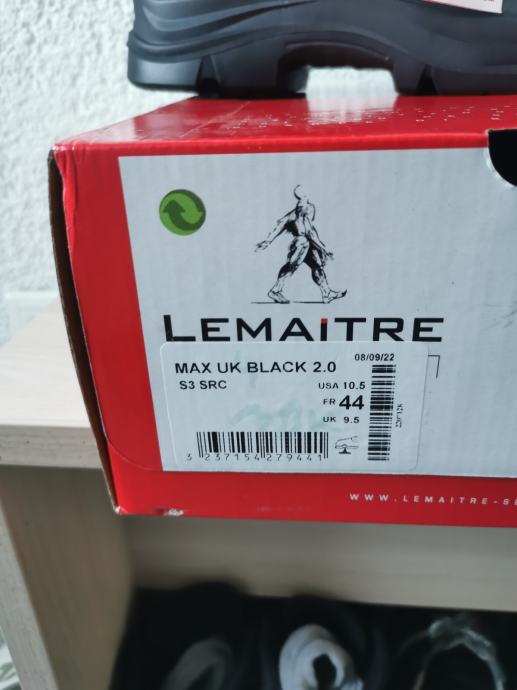 LEMAiTRE
MAX UK BLACK 2.0
08/09/22
S3 SRC
USA 10.5
FR 44
UK 9.5
3 237154 279441
WWW.LEMAITRE-S